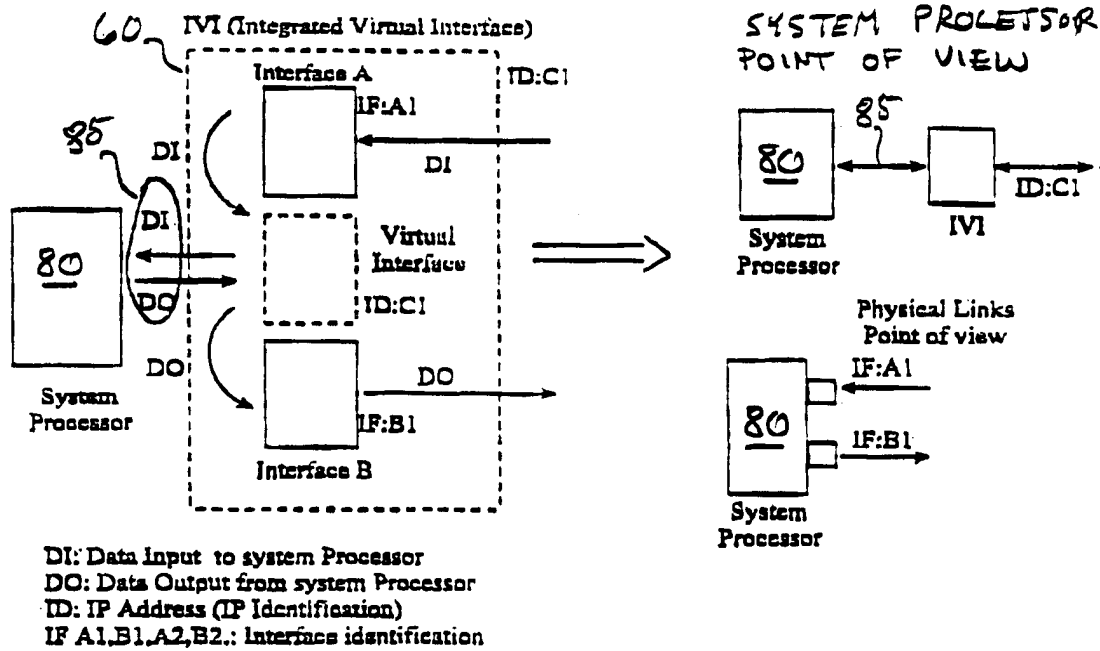 60
IVI (Integrated Virtual Interface)
Interface A
ID:C1
IF:A1
DI
DI
85
DI
80
DO
Virtual
Interface
ID:C1
DO
DO
IF:B1
Interface B
System
Processor
SYSTEM PROCESSOR
POINT OF VIEW
80
85
ID:C1
System
Processor
IVI
Physical Links
Point of view
IF:A1
80
IF:B1
System
Processor
DI: Data Input to system Processor
DO: Data Output from system Processor
ID: IP Address (IP Identification)
IF A1,B1,A2,B2,: Interface identification